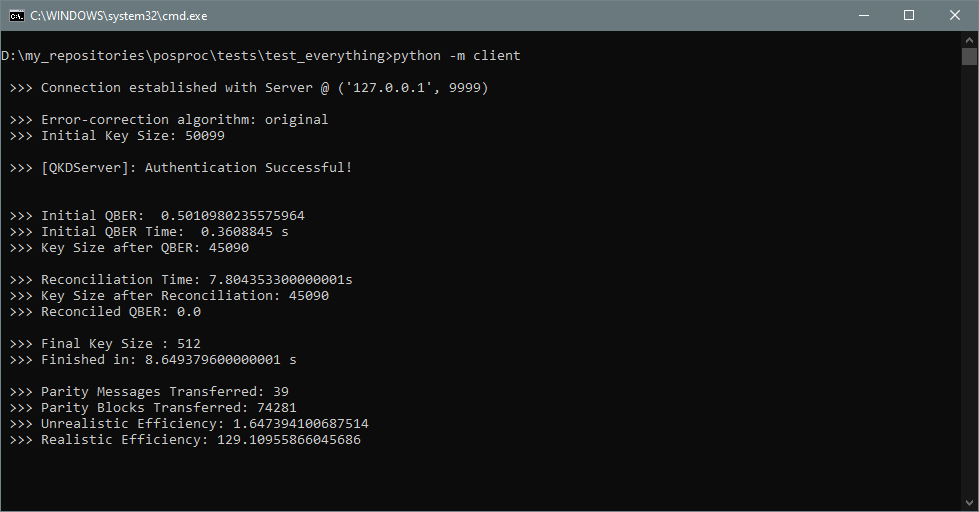 C:\WINDOWS\system32\cmd.exe
D:\my_repositories\posproc\tests\test_everything>python -m client
>>> Connection established with Server @ ('127.0.0.1', 9999)
>>> Error-correction algorithm: original
>>> Initial Key Size: 50099
>>> [QKDServer]: Authentication Successful!
>>> Initial QBER:  0.5010980235575964
>>> Initial QBER Time:  0.3608845 s
>>> Key Size after QBER: 45090
>>> Reconciliation Time: 7.804353300000001s
>>> Key Size after Reconciliation: 45090
>>> Reconciled QBER: 0.0
>>> Final Key Size : 512
>>> Finished in: 8.649379600000001 s
>>> Parity Messages Transferred: 39
>>> Parity Blocks Transferred: 74281
>>> Unrealistic Efficiency: 1.647394100687514
>>> Realistic Efficiency: 129.10955866045686